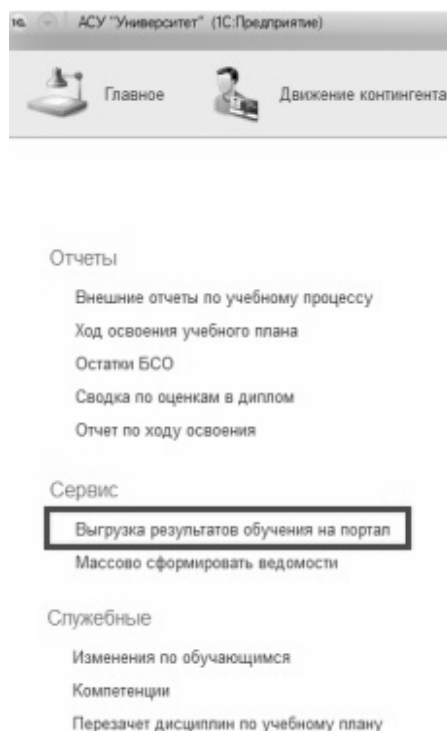 1С. АСУ "Университет" (1С:Предприятие)
Главное Движение контингента
Отчеты
Внешние отчеты по учебному процессу
Ход освоения учебного плана
Остатки БСО
Сводка по оценкам в диплом
Отчет по ходу освоения
Сервис
Выгрузка результатов обучения на портал
Массово сформировать ведомости
Служебные
Изменения по обучающимся
Компетенции
Перезачет дисциплин по учебному плану